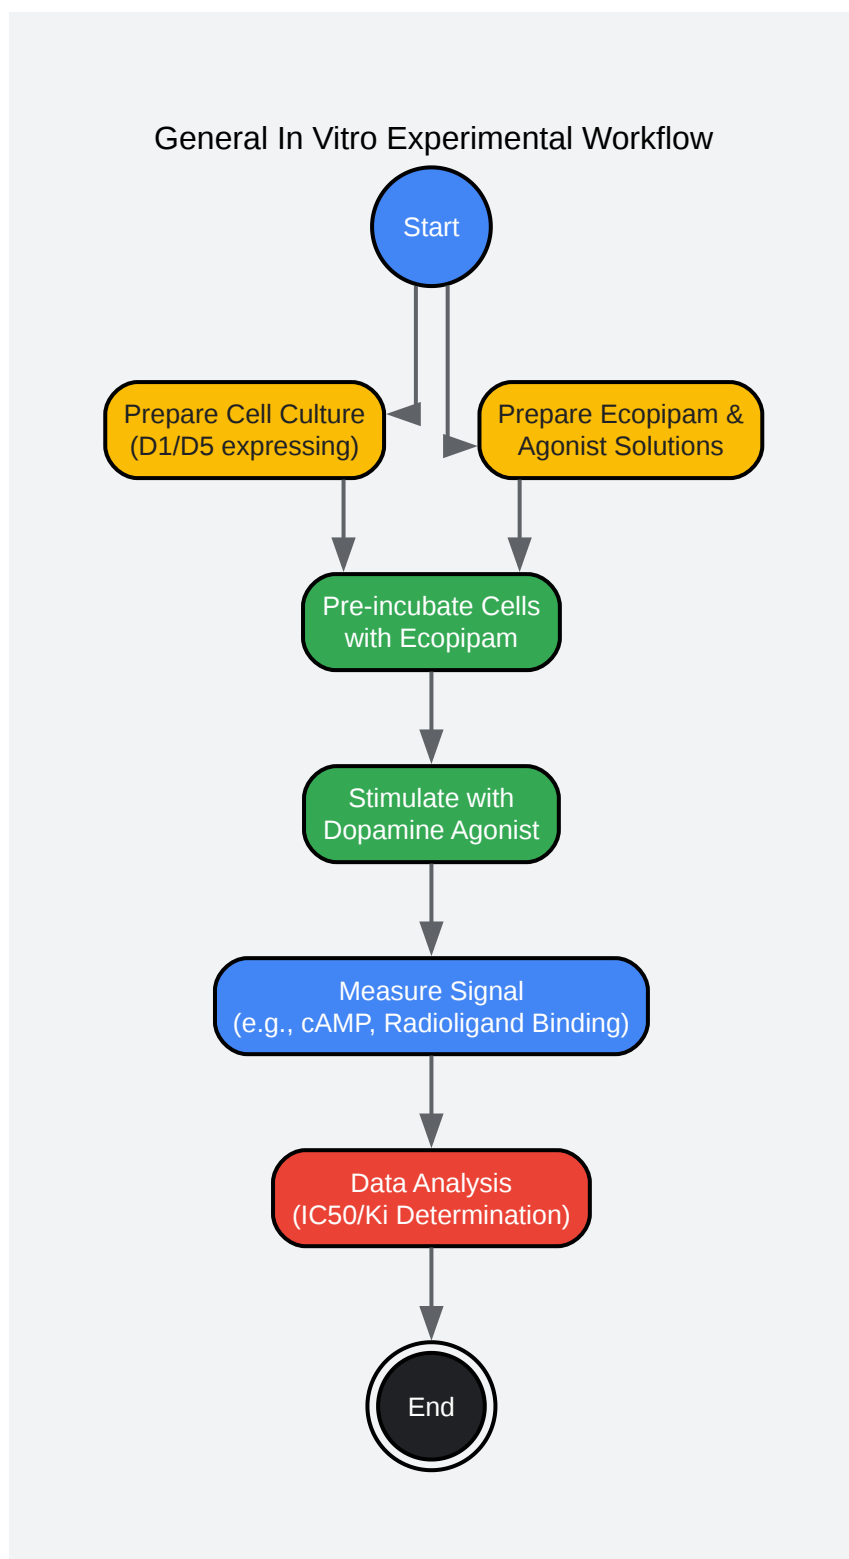 General In Vitro Experimental Workflow
Start
Prepare Cell Culture
(D1/D5 expressing)
Prepare Ecopipam &
Agonist Solutions
Pre-incubate Cells
with Ecopipam
Stimulate with
Dopamine Agonist
Measure Signal
(e.g., cAMP, Radioligand Binding)
Data Analysis
(IC50/Ki Determination)
End